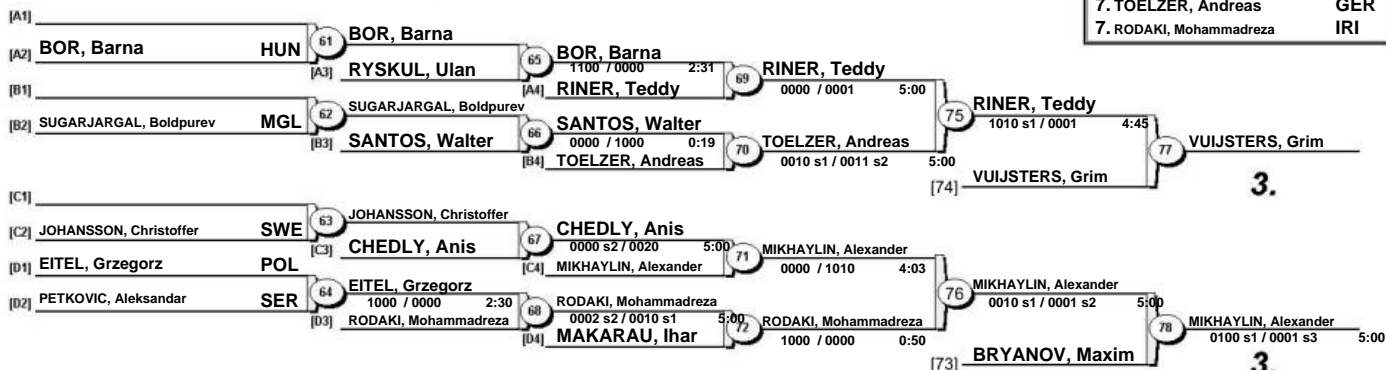 7. TOELZER, Andreas GER
7. RODAKI, Mohammadreza IRI
[A1]
[A2] BOR, Barna HUN
61
BOR, Barna
[A3] RYSKUL, Ulan
65
BOR, Barna
1100 / 0000 2:31
[A4] RINER, Teddy
69
RINER, Teddy
0000 / 0001 5:00
[B1]
[B2] SUGARJARGAL, Boldpurev MGL
62
SUGARJARGAL, Boldpurev
[B3] SANTOS, Walter
66
SANTOS, Walter
0000 / 1000 0:19
[B4] TOELZER, Andreas
70
TOELZER, Andreas
0010 s1 / 0011 s2 5:00
75
RINER, Teddy
1010 s1 / 0001 4:45
[74] VUIJSTERS, Grim
77
VUIJSTERS, Grim
3.
[C1]
[C2] JOHANSSON, Christoffer SWE
63
JOHANSSON, Christoffer
[C3] CHEDLY, Anis
67
CHEDLY, Anis
0000 s2 / 0020 5:00
[C4] MIKHAYLIN, Alexander
71
MIKHAYLIN, Alexander
0000 / 1010 4:03
[D1] EITEL, Grzegorz POL
[D2] PETKOVIC, Aleksandar SER
64
EITEL, Grzegorz
1000 / 0000 2:30
[D3] RODAKI, Mohammadreza
68
RODAKI, Mohammadreza
0002 s2 / 0010 s1 5:00
[D4] MAKARAU, Ihar
72
RODAKI, Mohammadreza
1000 / 0000 0:50
76
MIKHAYLIN, Alexander
0010 s1 / 0001 s2 5:00
[73] BRYANOV, Maxim
78
MIKHAYLIN, Alexander
0100 s1 / 0001 s3 5:00
3.